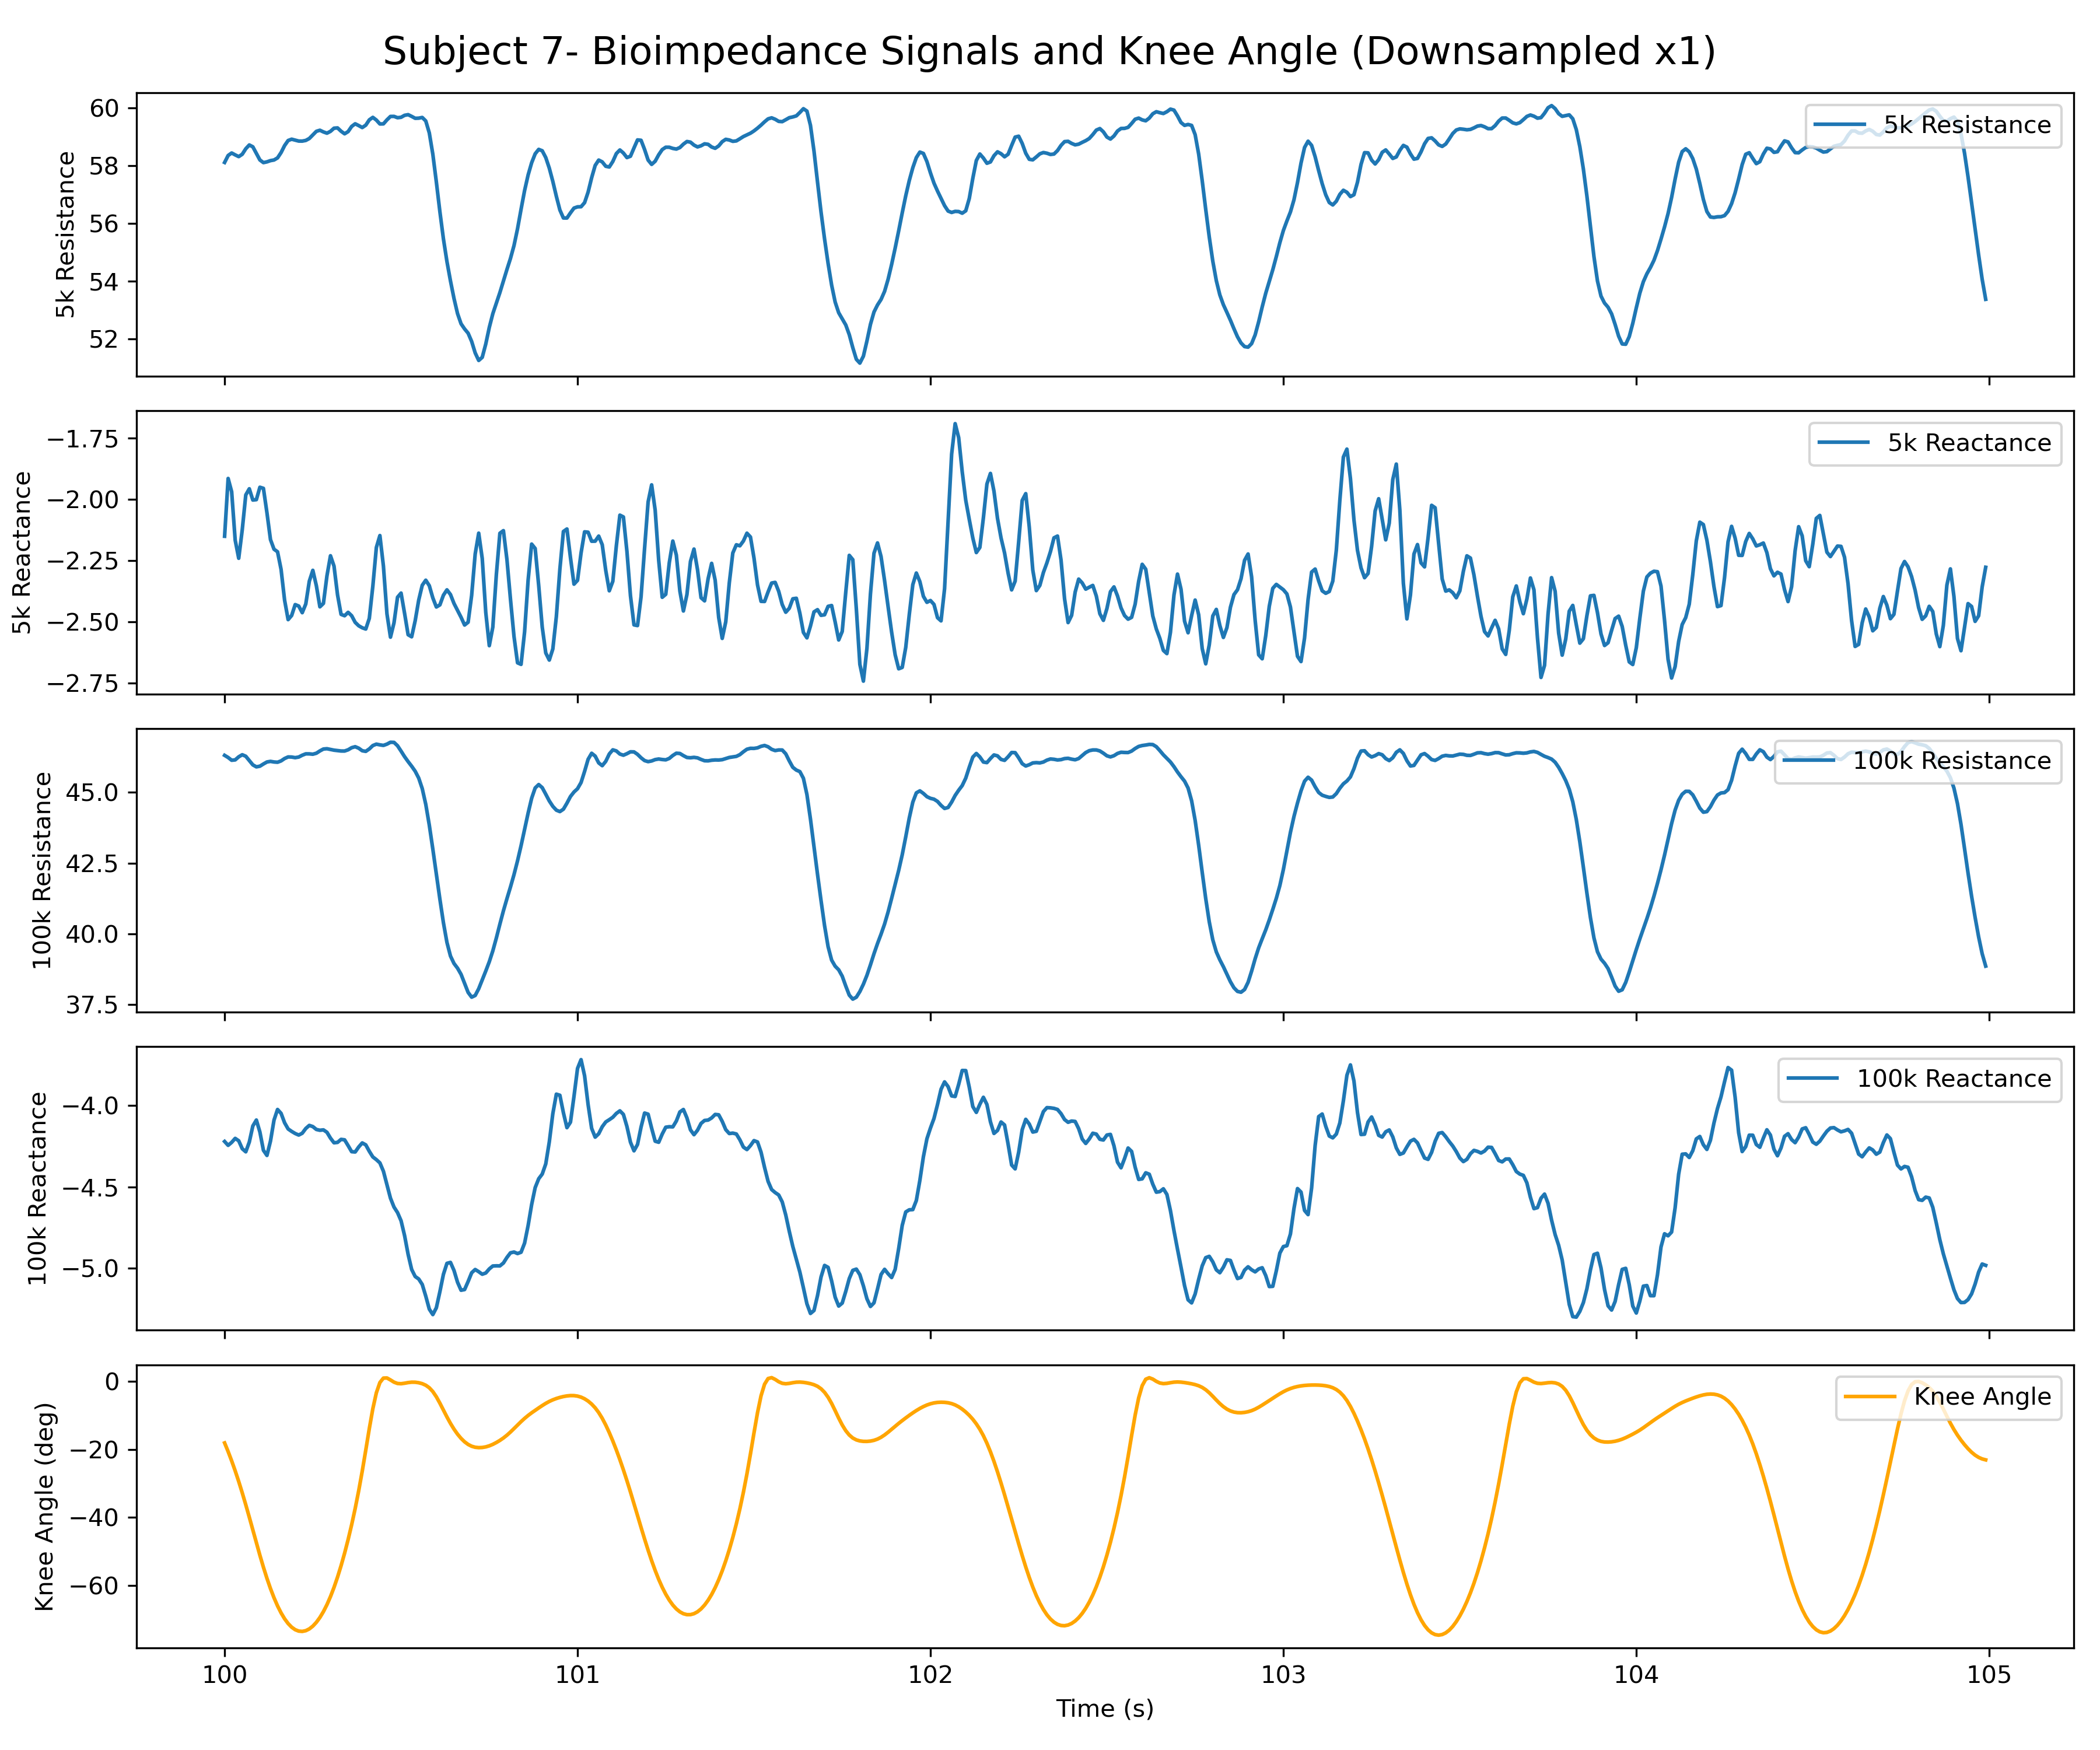 Subject 7- Bioimpedance Signals and Knee Angle (Downsampled x1)
5k Resistance
60
58
56
54
52
5k Resistance
5k Reactance
−1.75
−2.00
−2.25
−2.50
−2.75
5k Reactance
100k Resistance
45.0
42.5
40.0
37.5
100k Resistance
100k Reactance
−4.0
−4.5
−5.0
100k Reactance
Knee Angle (deg)
0
−20
−40
−60
Knee Angle
100 101 102 103 104 105
Time (s)